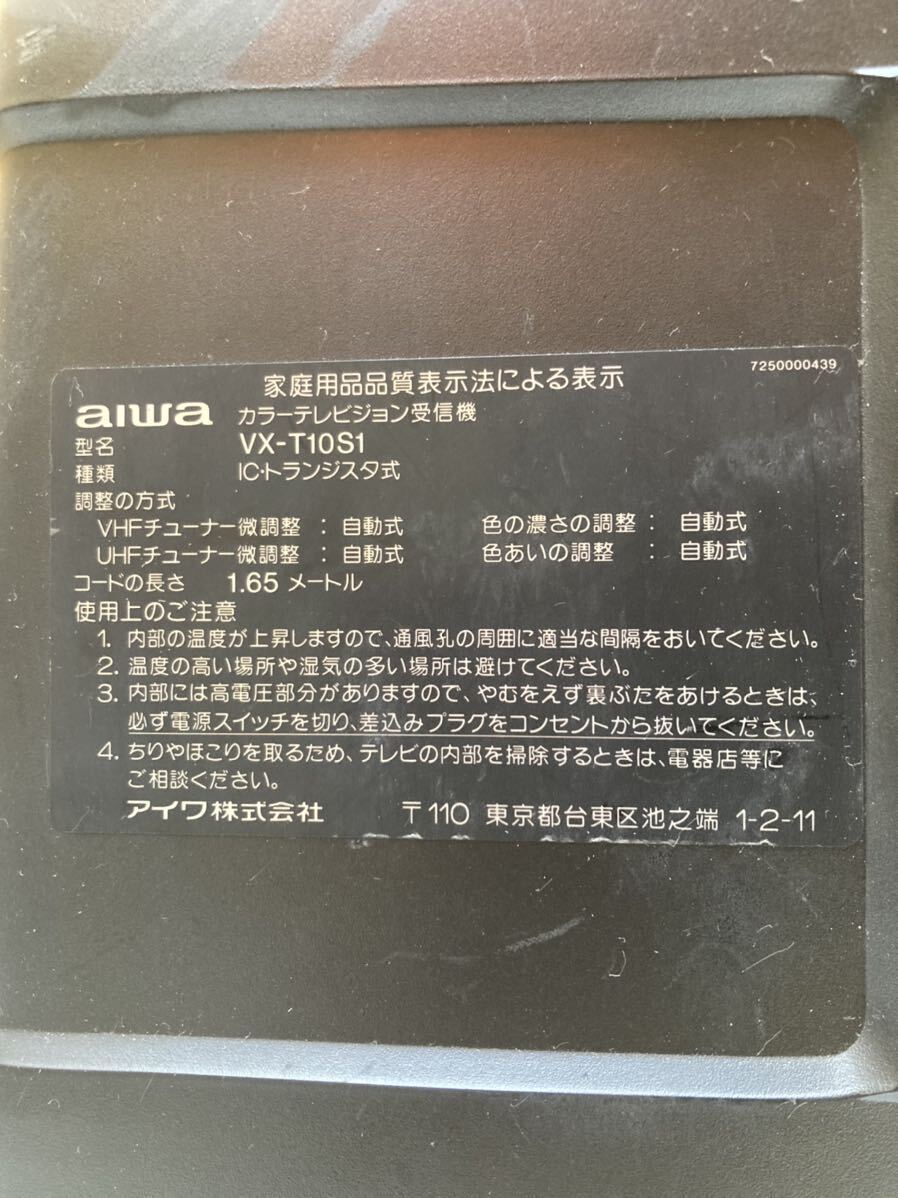 家庭用品品質表示法による表示 7250000439
aiwa カラーテレビジョン受信機
型名 VX-T10S1
種類 IC・トランジスタ式
調整の方式
VHFチューナー微調整 : 自動式 色の濃さの調整 : 自動式
UHFチューナー微調整 : 自動式 色あいの調整 : 自動式
コードの長さ 1.65 メートル
使用上のご注意
1. 内部の温度が上昇しますので、通風孔の周囲に適当な間隔をおいてください。
2. 温度の高い場所や湿気の多い場所は避けてください。
3. 内部には高電圧部分がありますので、やむをえず裏ぶたをあけるときは、
必ず電源スイッチを切り、差込みプラグをコンセントから抜いてください。
4. ちりやほこりを取るため、テレビの内部を掃除するときは、電器店等に
ご相談ください。
アイワ株式会社 〒110 東京都台東区池之端 1-2-11